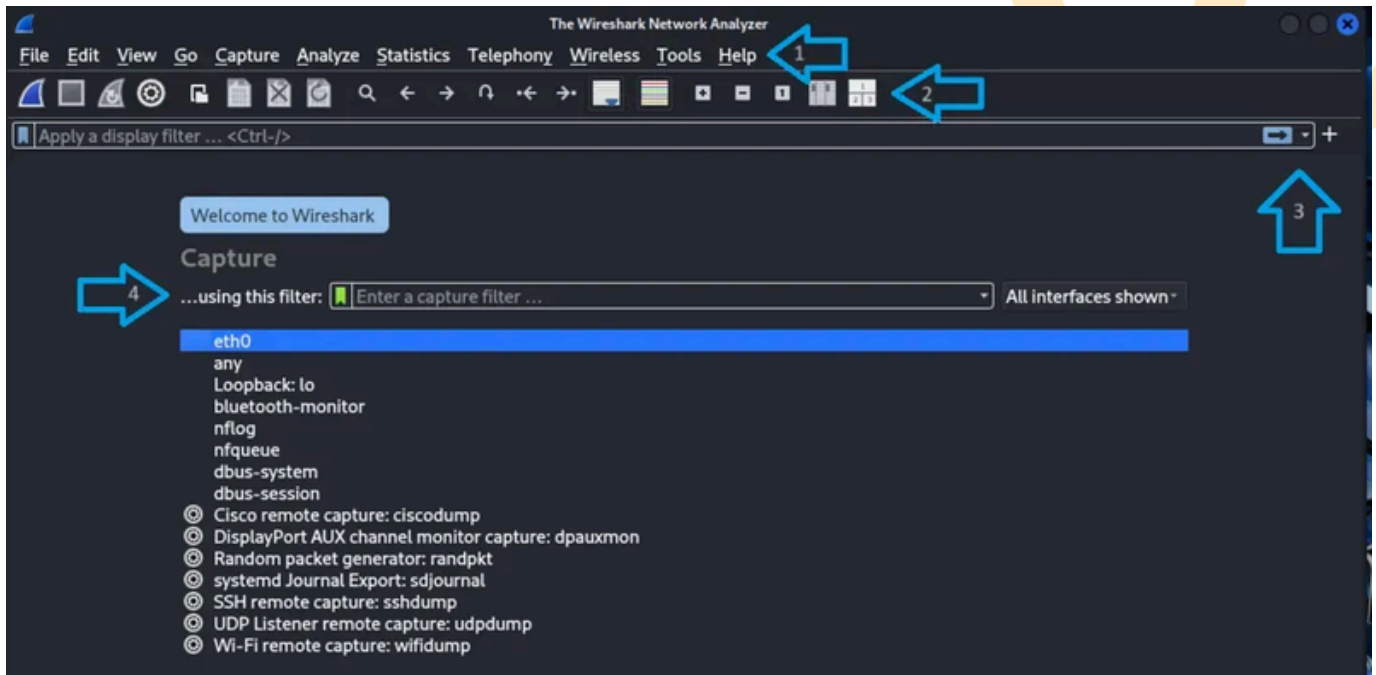 The Wireshark Network Analyzer
File Edit View Go Capture Analyze Statistics Telephony Wireless Tools Help 1
2
Apply a display filter ... <Ctrl-/>
3
Welcome to Wireshark
Capture
4 ...using this filter: Enter a capture filter ... All interfaces shown
eth0
any
Loopback: lo
bluetooth-monitor
nflog
nfqueue
dbus-system
dbus-session
Cisco remote capture: ciscodump
DisplayPort AUX channel monitor capture: dpauxmon
Random packet generator: randpkt
systemd Journal Export: sdjournal
SSH remote capture: sshdump
UDP Listener remote capture: udpdump
Wi-Fi remote capture: wifidump